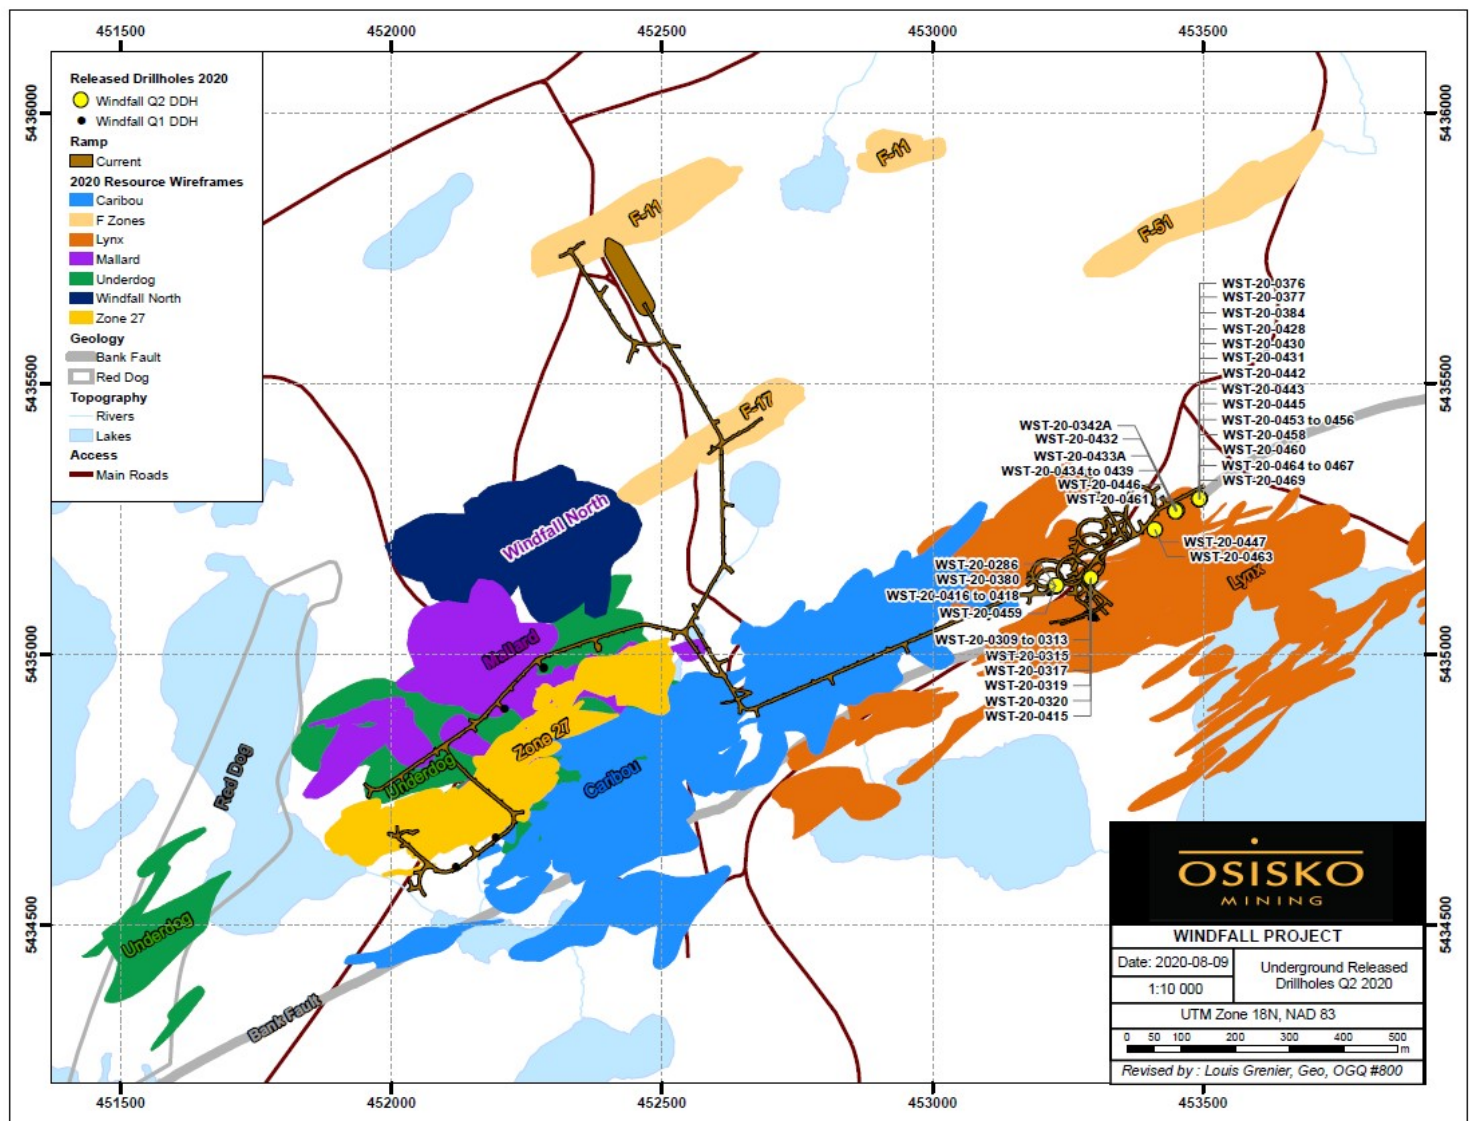 451500
452000
452500
453000
453500
5436000
5435500
5435000
5434500
5436000
5435500
5435000
5434500
Released Drillholes 2020
Windfall Q2 DDH
Windfall Q1 DDH
Ramp
Current
2020 Resource Wireframes
Caribou
F Zones
Lynx
Mallard
Underdog
Windfall North
Zone 27
Geology
Bank Fault
Red Dog
Topography
Rivers
Lakes
Access
Main Roads
F-11
F-11
F-51
F-17
WST-20-0376
WST-20-0377
WST-20-0384
WST-20-0428
WST-20-0430
WST-20-0431
WST-20-0442
WST-20-0443
WST-20-0445
WST-20-0453 to 0456
WST-20-0458
WST-20-0460
WST-20-0464 to 0467
WST-20-0469
WST-20-0342A
WST-20-0432
WST-20-0433A
WST-20-0434 to 0439
WST-20-0446
WST-20-0461
WST-20-0447
WST-20-0463
WST-20-0286
WST-20-0380
WST-20-0416 to 0418
WST-20-0459
WST-20-0309 to 0313
WST-20-0315
WST-20-0317
WST-20-0319
WST-20-0320
WST-20-0415
Windfall North
Lynx
Mallard
Zone 27
Underdog
Caribou
Red Dog
Underdog
Bank Fault
OSISKO
MINING
WINDFALL PROJECT
Date: 2020-08-09
1:10 000
Underground Released
Drillholes Q2 2020
UTM Zone 18N, NAD 83
0 50 100 200 300 400 500
m
Revised by : Louis Grenier, Geo, OGQ #800
451500
452000
452500
453000
453500